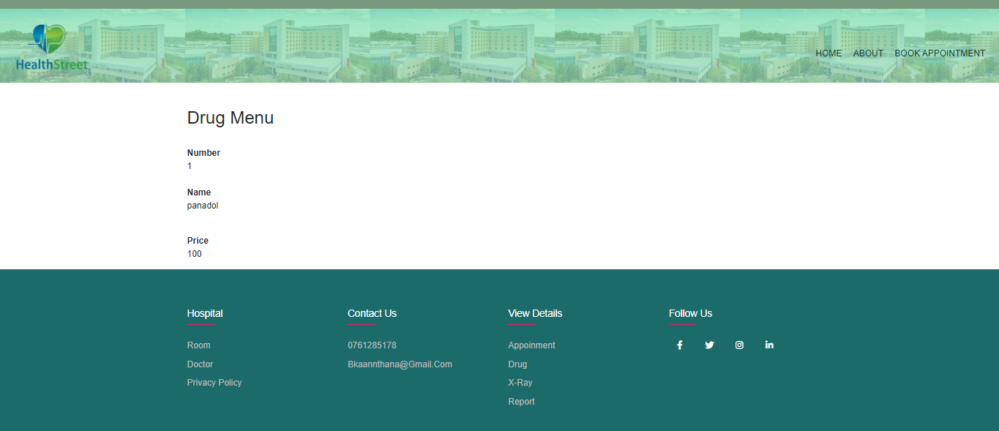 HealthStreet
HOME ABOUT BOOK APPOINTMENT
Drug Menu
Number
1
Name
panadol
Price
100
Hospital
Room
Doctor
Privacy Policy
Contact Us
0761285178
Bkaannthana@Gmail.Com
View Details
Appoinment
Drug
X-Ray
Report
Follow Us